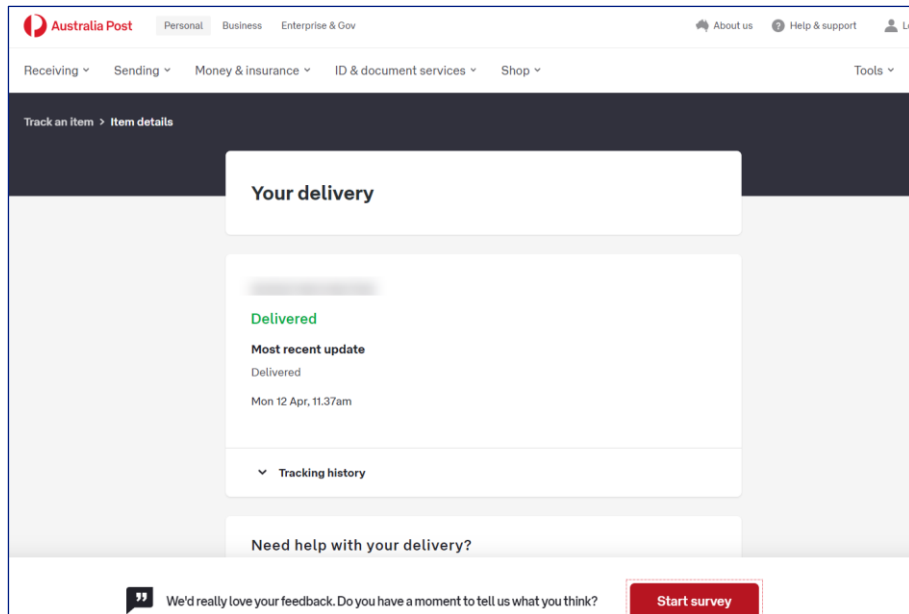 Australia Post Personal Business Enterprise & Gov About us Help & support
Receiving Sending Money & insurance ID & document services Shop Tools
Track an item > Item details
Your delivery
Delivered
Most recent update
Delivered
Mon 12 Apr, 11.37am
Tracking history
Need help with your delivery?
We'd really love your feedback. Do you have a moment to tell us what you think? Start survey